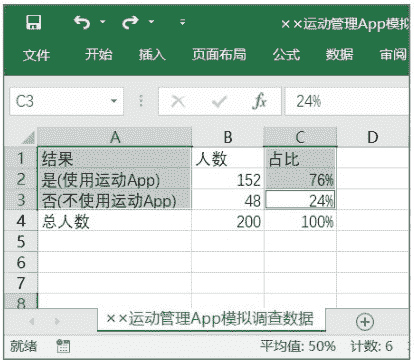 ××运动管理App模拟
文件 开始 插入 页面布局 公式 数据 审阅
C3 fx 24%
A B C D
1 结果 人数 占比
2 是(使用运动App) 152 76%
3 否(不使用运动App) 48 24%
4 总人数 200 100%
5
6
7
8
××运动管理App模拟调查数据
就绪 平均值: 50% 计数: 6